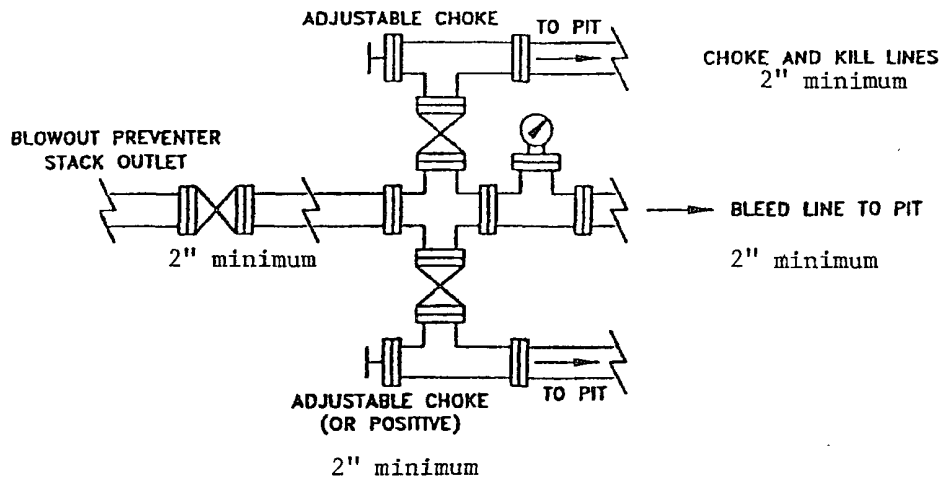 ADJUSTABLE CHOKE
TO PIT
CHOKE AND KILL LINES
2" minimum
BLOWOUT PREVENTER
STACK OUTLET
2" minimum
BLEED LINE TO PIT
2" minimum
TO PIT
ADJUSTABLE CHOKE
(OR POSITIVE)
2" minimum